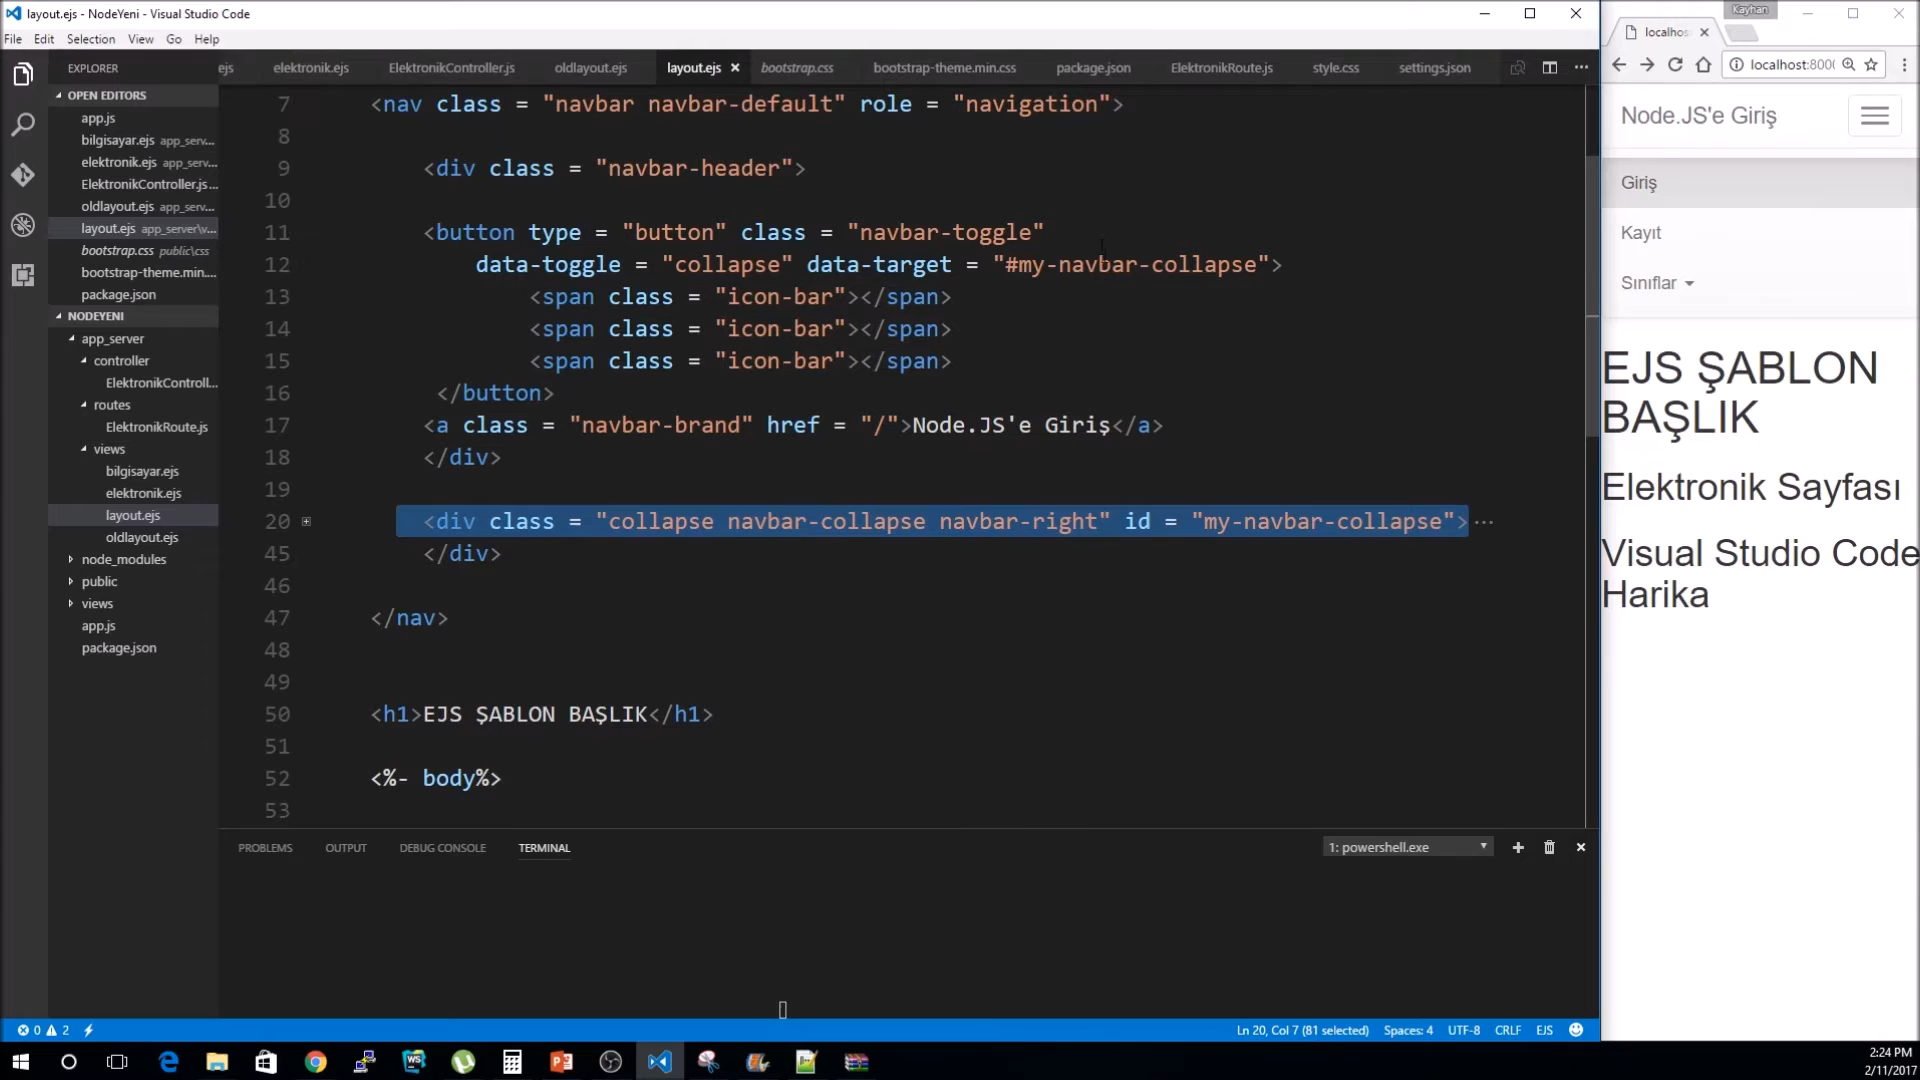 layout.ejs - NodeYeni - Visual Studio Code
File Edit Selection View Go Help
EXPLORER
OPEN EDITORS
app.js
bilgisayar.ejs app_serv...
elektronik.ejs app_serv...
ElektronikController.js...
oldlayout.ejs app_serv...
layout.ejs app_server\v...
bootstrap.css public\css
bootstrap-theme.min....
package.json
NODEYENI
app_server
controller
ElektronikControll...
routes
ElektronikRoute.js
views
bilgisayar.ejs
elektronik.ejs
layout.ejs
oldlayout.ejs
node_modules
public
views
app.js
package.json
ejs elektronik.ejs ElektronikController.js oldlayout.ejs layout.ejs bootstrap.css bootstrap-theme.min.css package.json ElektronikRoute.js style.css settings.json
7 <nav class = "navbar navbar-default" role = "navigation">
8
9 <div class = "navbar-header">
10
11 <button type = "button" class = "navbar-toggle"
12 data-toggle = "collapse" data-target = "#my-navbar-collapse">
13 <span class = "icon-bar"></span>
14 <span class = "icon-bar"></span>
15 <span class = "icon-bar"></span>
16 </button>
17 <a class = "navbar-brand" href = "/">Node.JS'e Giriş</a>
18 </div>
19
20 <div class = "collapse navbar-collapse navbar-right" id = "my-navbar-collapse"> ...
45 </div>
46
47 </nav>
48
49
50 <h1>EJS ŞABLON BAŞLIK</h1>
51
52 <%- body%>
53
PROBLEMS OUTPUT DEBUG CONSOLE TERMINAL
1: powershell.exe
0 2
Ln 20, Col 7 (81 selected) Spaces: 4 UTF-8 CRLF EJS
Kayhan
localhos
localhost:8000
Node.JS'e Giriş
Giriş
Kayıt
Sınıflar
EJS ŞABLON
BAŞLIK
Elektronik Sayfası
Visual Studio Code
Harika
2:24 PM
2/11/2017